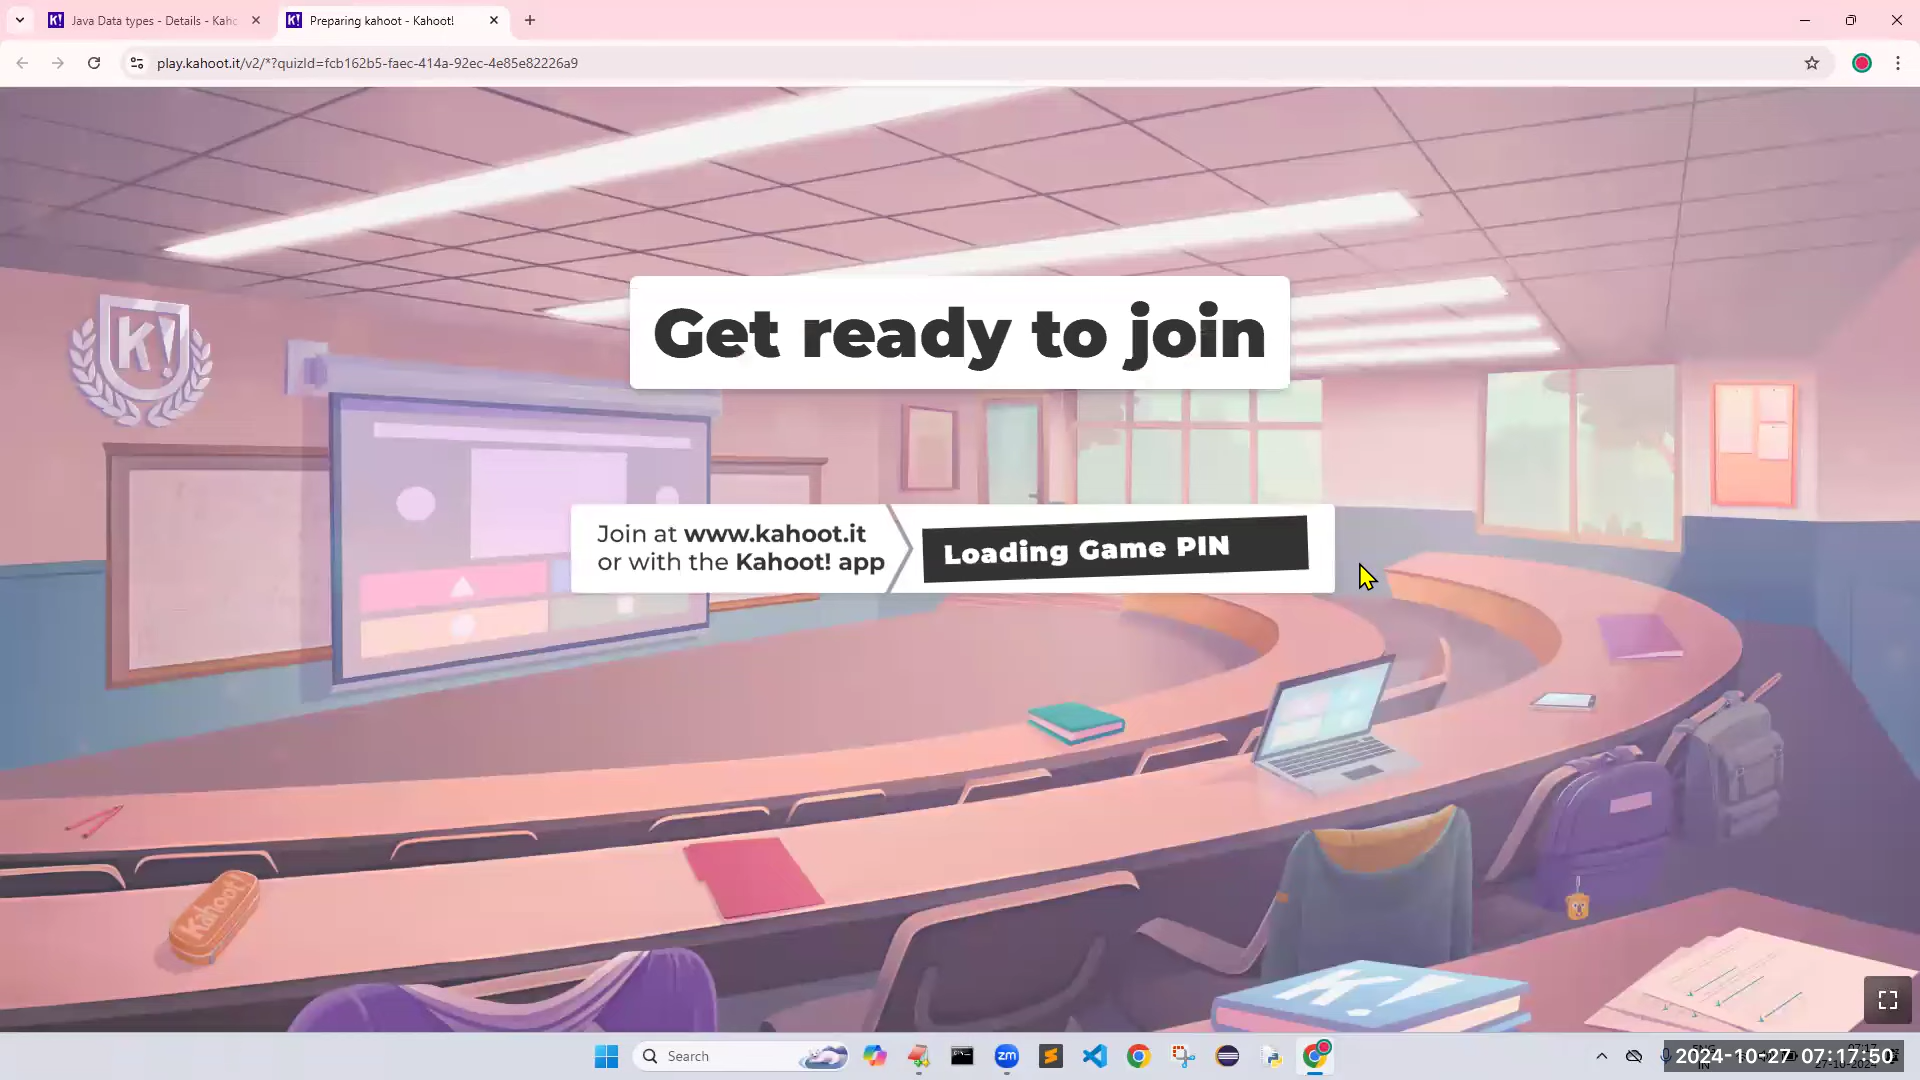 Java Data types - Details - Kaho
Preparing kahoot - Kahoot!
play.kahoot.it/v2/*?quizId=fcb162b5-faec-414a-92ec-4e85e82226a9
K!
Get ready to join
Join at www.kahoot.it
or with the Kahoot! app
Loading Game PIN
Kahoot!
K!
Search
zm
2024-10-27 07:17:50